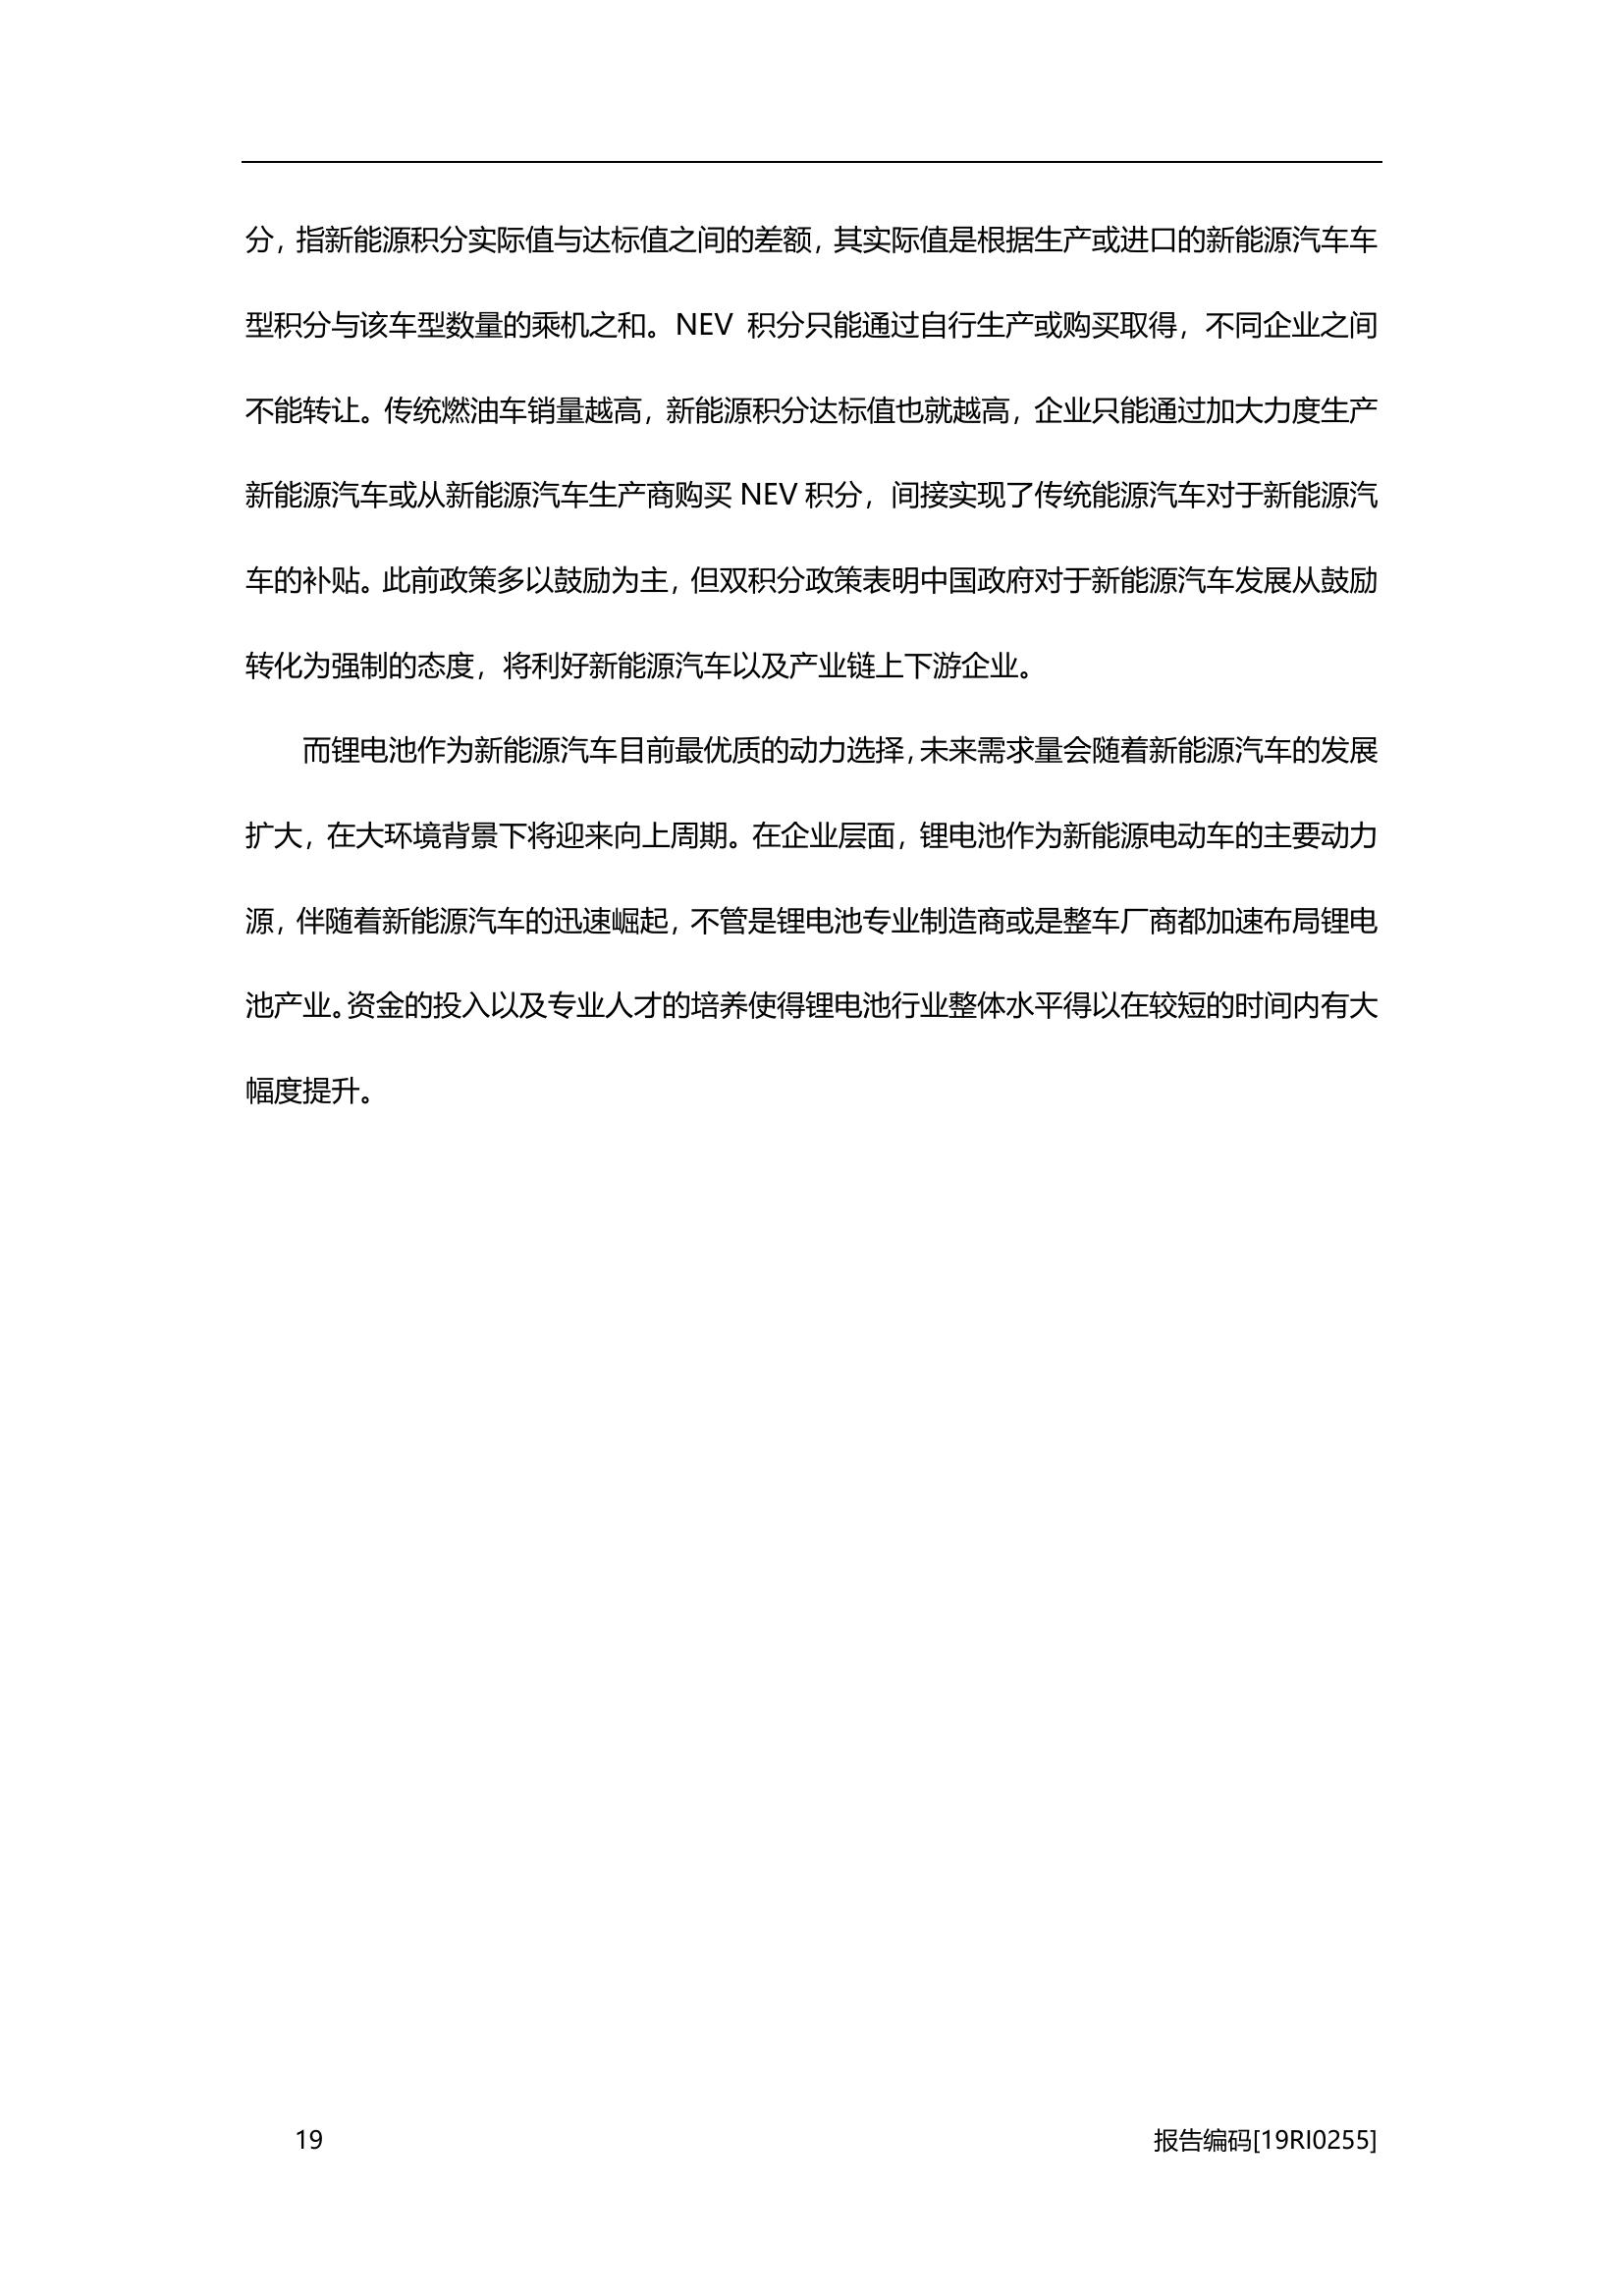 分，指新能源积分实际值与达标值之间的差额，其实际值是根据生产或进口的新能源汽车车
型积分与该车型数量的乘机之和。NEV 积分只能通过自行生产或购买取得，不同企业之间
不能转让。传统燃油车销量越高，新能源积分达标值也就越高，企业只能通过加大力度生产
新能源汽车或从新能源汽车生产商购买 NEV 积分，间接实现了传统能源汽车对于新能源汽
车的补贴。此前政策多以鼓励为主，但双积分政策表明中国政府对于新能源汽车发展从鼓励
转化为强制的态度，将利好新能源汽车以及产业链上下游企业。
而锂电池作为新能源汽车目前最优质的动力选择，未来需求量会随着新能源汽车的发展
扩大，在大环境背景下将迎来向上周期。在企业层面，锂电池作为新能源电动车的主要动力
源，伴随着新能源汽车的迅速崛起，不管是锂电池专业制造商或是整车厂商都加速布局锂电
池产业。资金的投入以及专业人才的培养使得锂电池行业整体水平得以在较短的时间内有大
幅度提升。
19 报告编码[19RI0255]